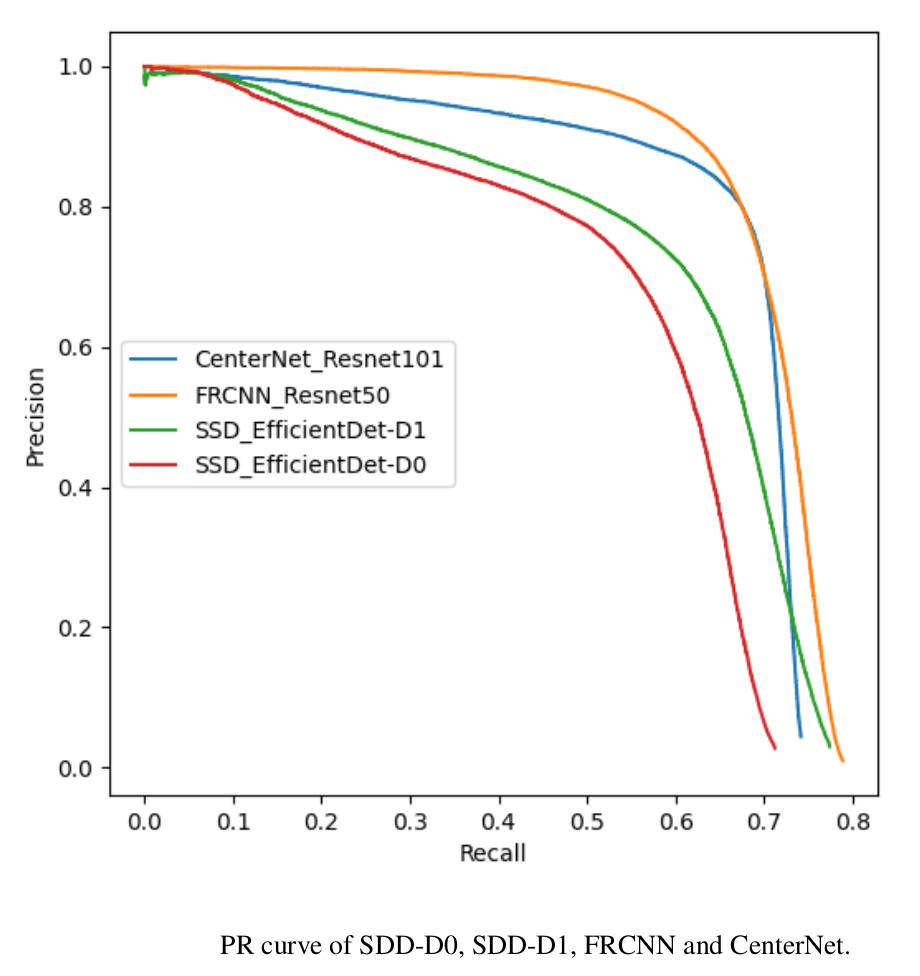 1.0
0.8
0.6
0.4
0.2
0.0
Precision
CenterNet_Resnet101
FRCNN_Resnet50
SSD_EfficientDet-D1
SSD_EfficientDet-D0
0.0 0.1 0.2 0.3 0.4 0.5 0.6 0.7 0.8
Recall
PR curve of SDD-D0, SDD-D1, FRCNN and CenterNet.